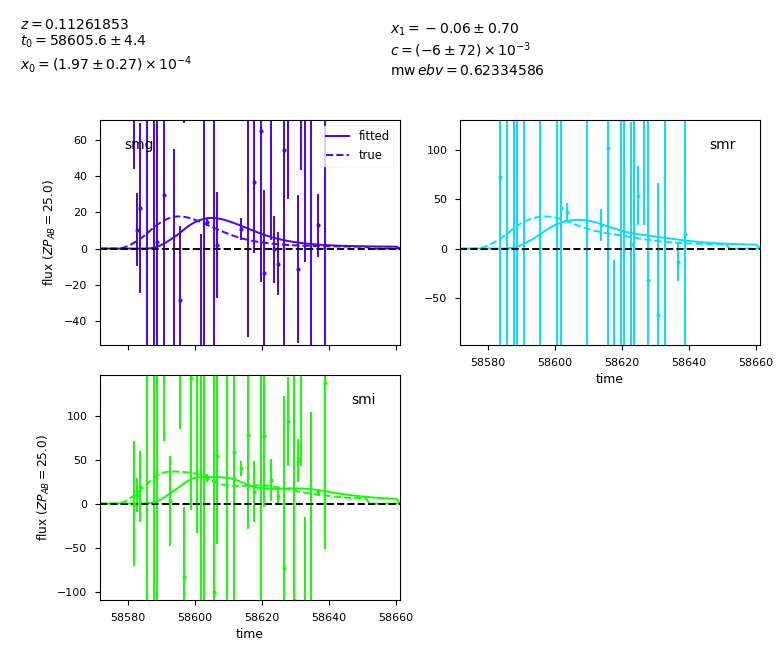 z = 0.11261853
t₀ = 58605.6 ± 4.4
x₀ = (1.97 ± 0.27) × 10⁻⁴
x₁ = −0.06 ± 0.70
c = (−6 ± 72) × 10⁻³
mw ebv = 0.62334586
smg
fitted
true
60
40
20
0
−20
−40
flux (ZP_AB = 25.0)
smr
100
50
0
−50
58580 58600 58620 58640 58660
time
smi
100
50
0
−50
−100
flux (ZP_AB = 25.0)
58580 58600 58620 58640 58660
time